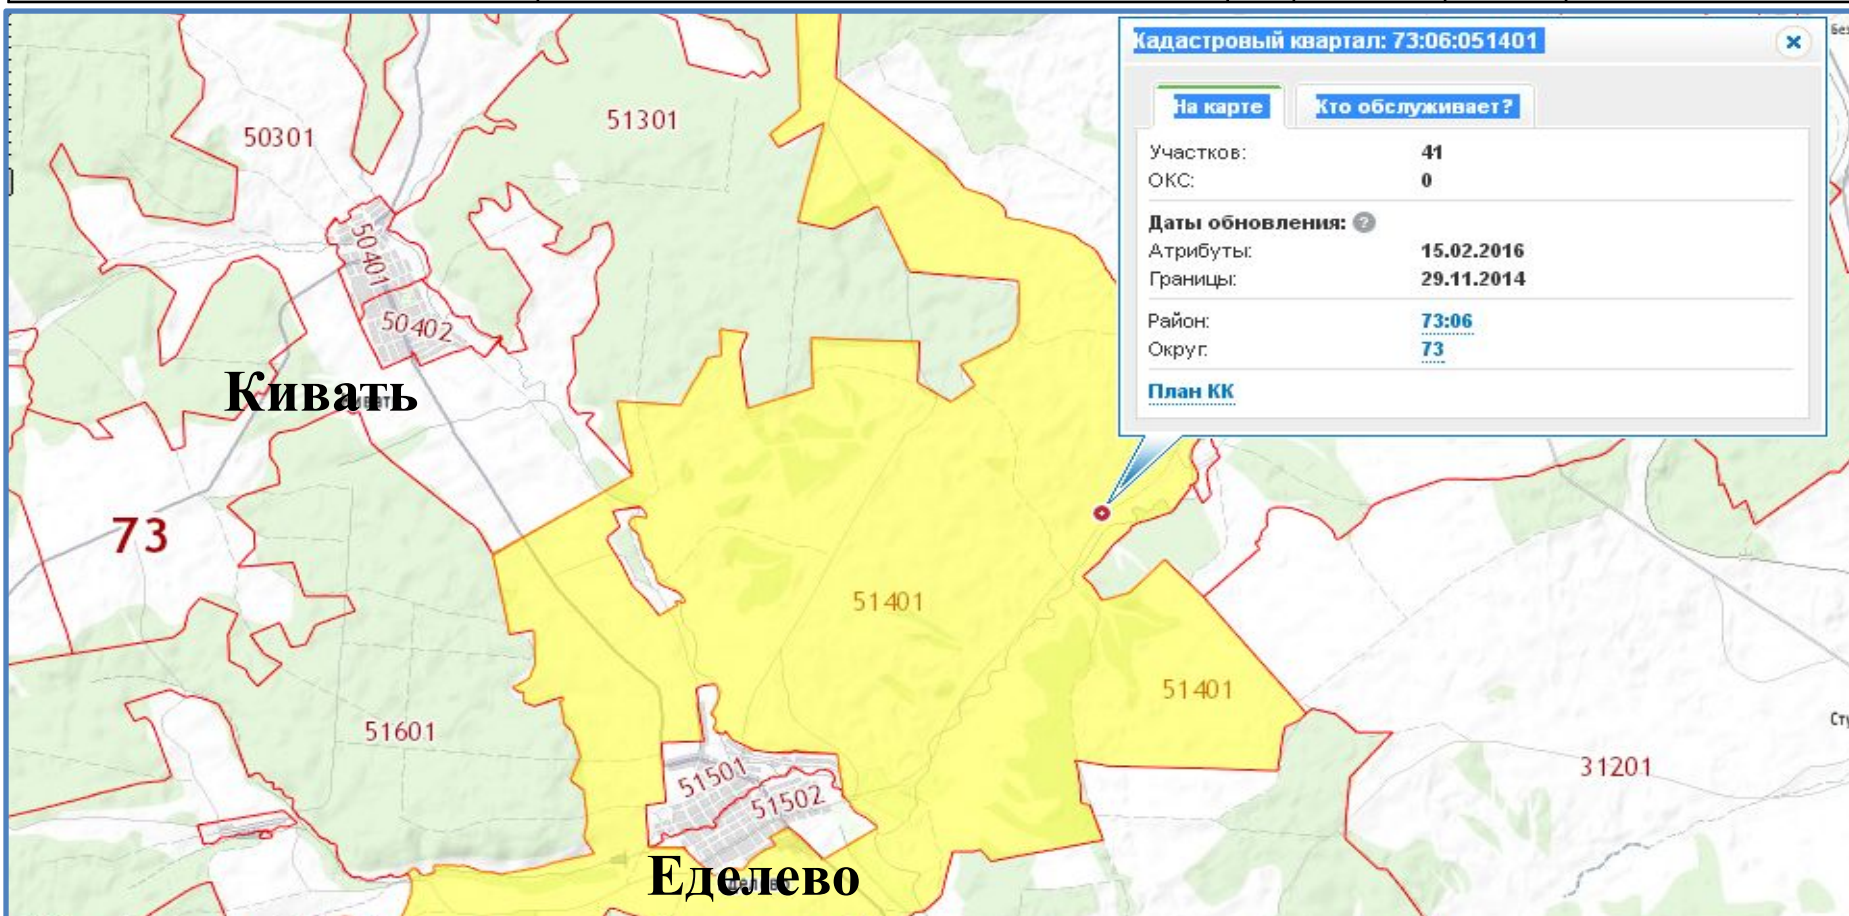 Кадастровый квартал: 73:06:051401
На карте
Кто обслуживает?
Участков: 41
ОКС: 0
Даты обновления: ?
Атрибуты: 15.02.2016
Границы: 29.11.2014
Район: 73:06
Округ: 73
План КК
50301
51301
50401
50402
Кивать
73
51401
51401
51601
31201
51501
51502
Еделево